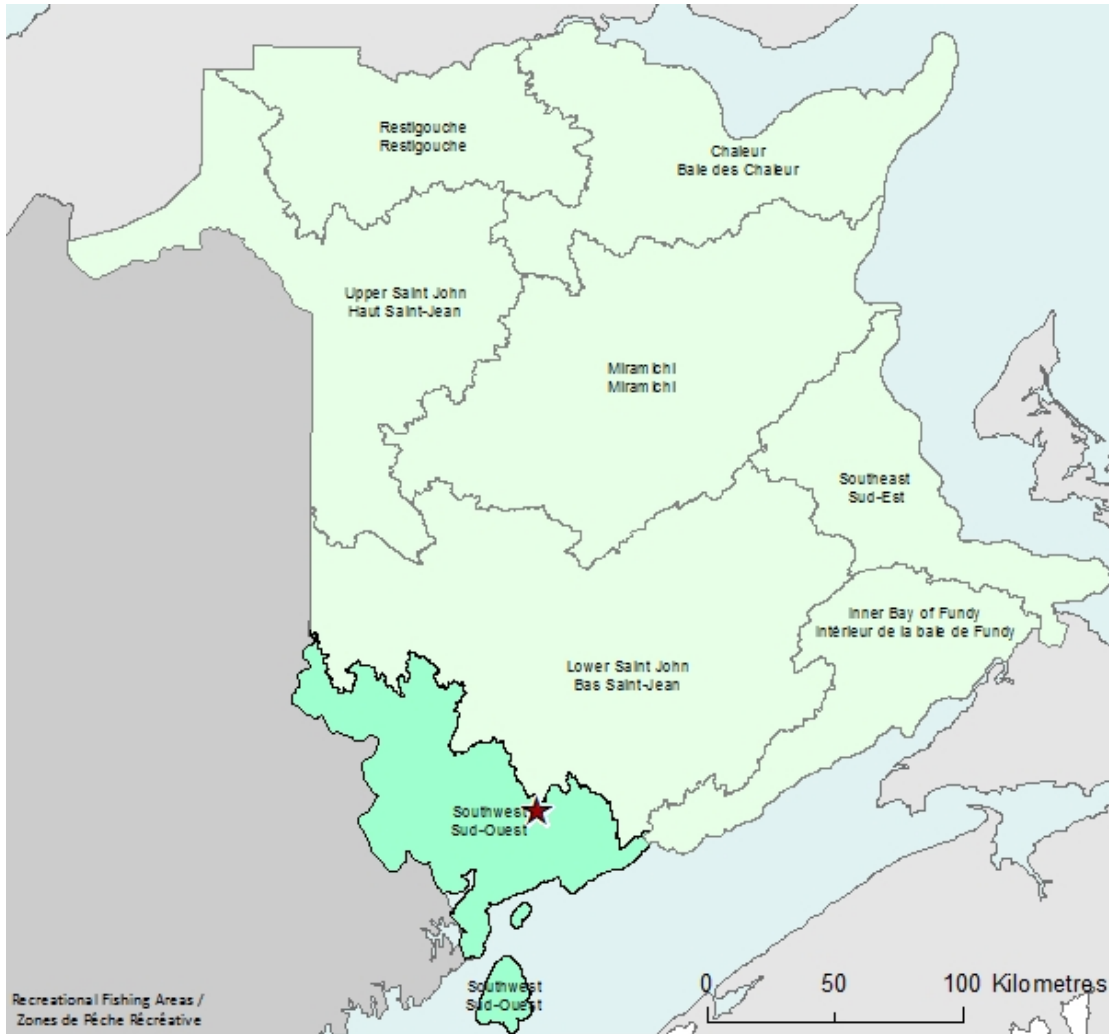 Restigouche
Restigouche
Chaleur
Baie des Chaleur
Upper Saint John
Haut Saint-Jean
Miramichi
Miramichi
Southeast
Sud-Est
Inner Bay of Fundy
Intérieur de la baie de Fundy
Lower Saint John
Bas Saint-Jean
Southwest
Sud-Ouest
Southwest
Sud-Ouest
0 50 100 Kilometres
Recreational Fishing Areas /
Zones de Pêche Récréative